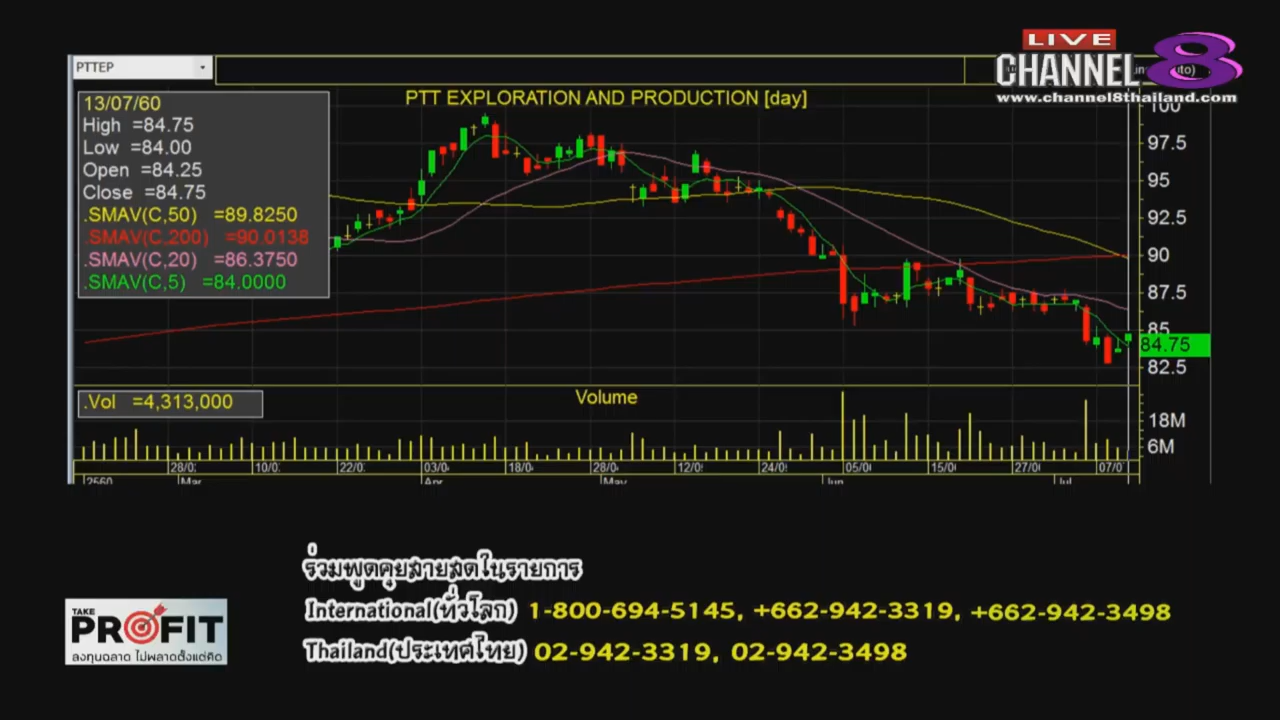 LIVE
CHANNEL 8
www.channel8thailand.com
PTTEP
PTT EXPLORATION AND PRODUCTION [day]
13/07/60
High =84.75
Low =84.00
Open =84.25
Close =84.75
.SMAV(C,50) =89.8250
.SMAV(C,200) =90.0138
.SMAV(C,20) =86.3750
.SMAV(C,5) =84.0000
100
97.5
95
92.5
90
87.5
85
84.75
82.5
.Vol =4,313,000
Volume
18M
6M
28/0 10/0 22/0 03/0 18/0 28/0 12/0 24/0 05/0 15/0 27/0 07/0
2560 Mar Apr May Jun Jul
ร่วมพูดคุยสายสดในรายการ
International(ทั่วโลก) 1-800-694-5145, +662-942-3319, +662-942-3498
Thailand(ประเทศไทย) 02-942-3319, 02-942-3498
TAKE
PROFIT
ลงทุนฉลาด ไม่พลาดตั้งแต่คิด